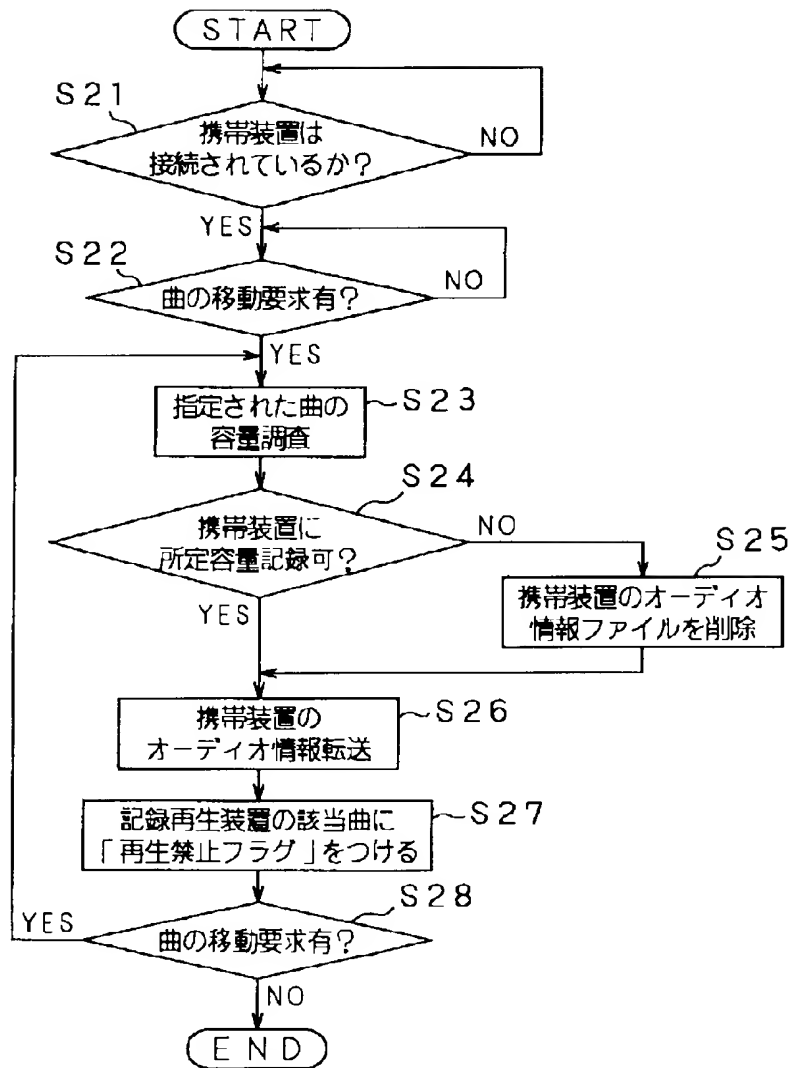 START
S21
携帯装置は
接続されているか?
NO
YES
S22
曲の移動要求有?
NO
YES
指定された曲の
容量調査
S23
S24
携帯装置に
所定容量記録可?
NO
YES
S25
携帯装置のオーディオ
情報ファイルを削除
携帯装置の
オーディオ情報転送
S26
記録再生装置の該当曲に
「再生禁止フラグ」をつける
S27
S28
曲の移動要求有?
YES
NO
END